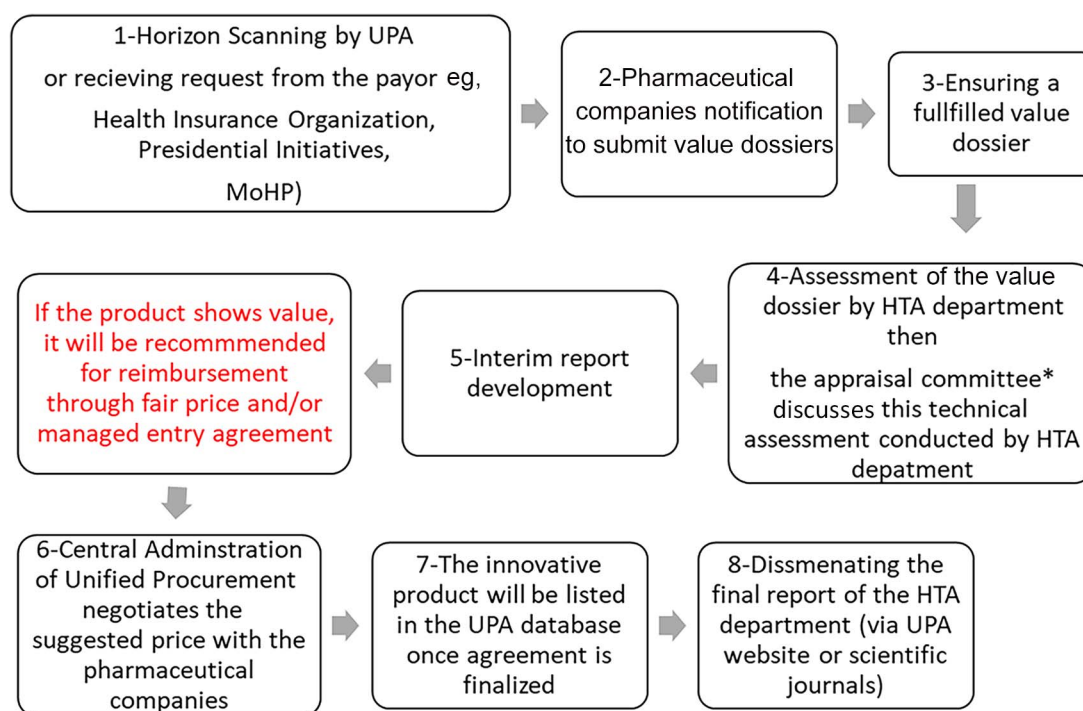 1-Horizon Scanning by UPA
or recieving request from the payor eg,
Health Insurance Organization,
Presidential Initiatives,
MoHP)
2-Pharmaceutical
companies notification
to submit value dossiers
3-Ensuring a
fullfilled value
dossier
4-Assessment of the value
dossier by HTA department
then
the appraisal committee*
discusses this technical
assessment conducted by HTA
depatment
5-Interim report
development
If the product shows value,
it will be recommmended
for reimbursement
through fair price and/or
managed entry agreement
6-Central Adminstration
of Unified Procurement
negotiates the
suggested price with the
pharmaceutical
companies
7-The innovative
product will be listed
in the UPA database
once agreement is
finalized
8-Dissmenating the
final report of the HTA
department (via UPA
website or scientific
journals)